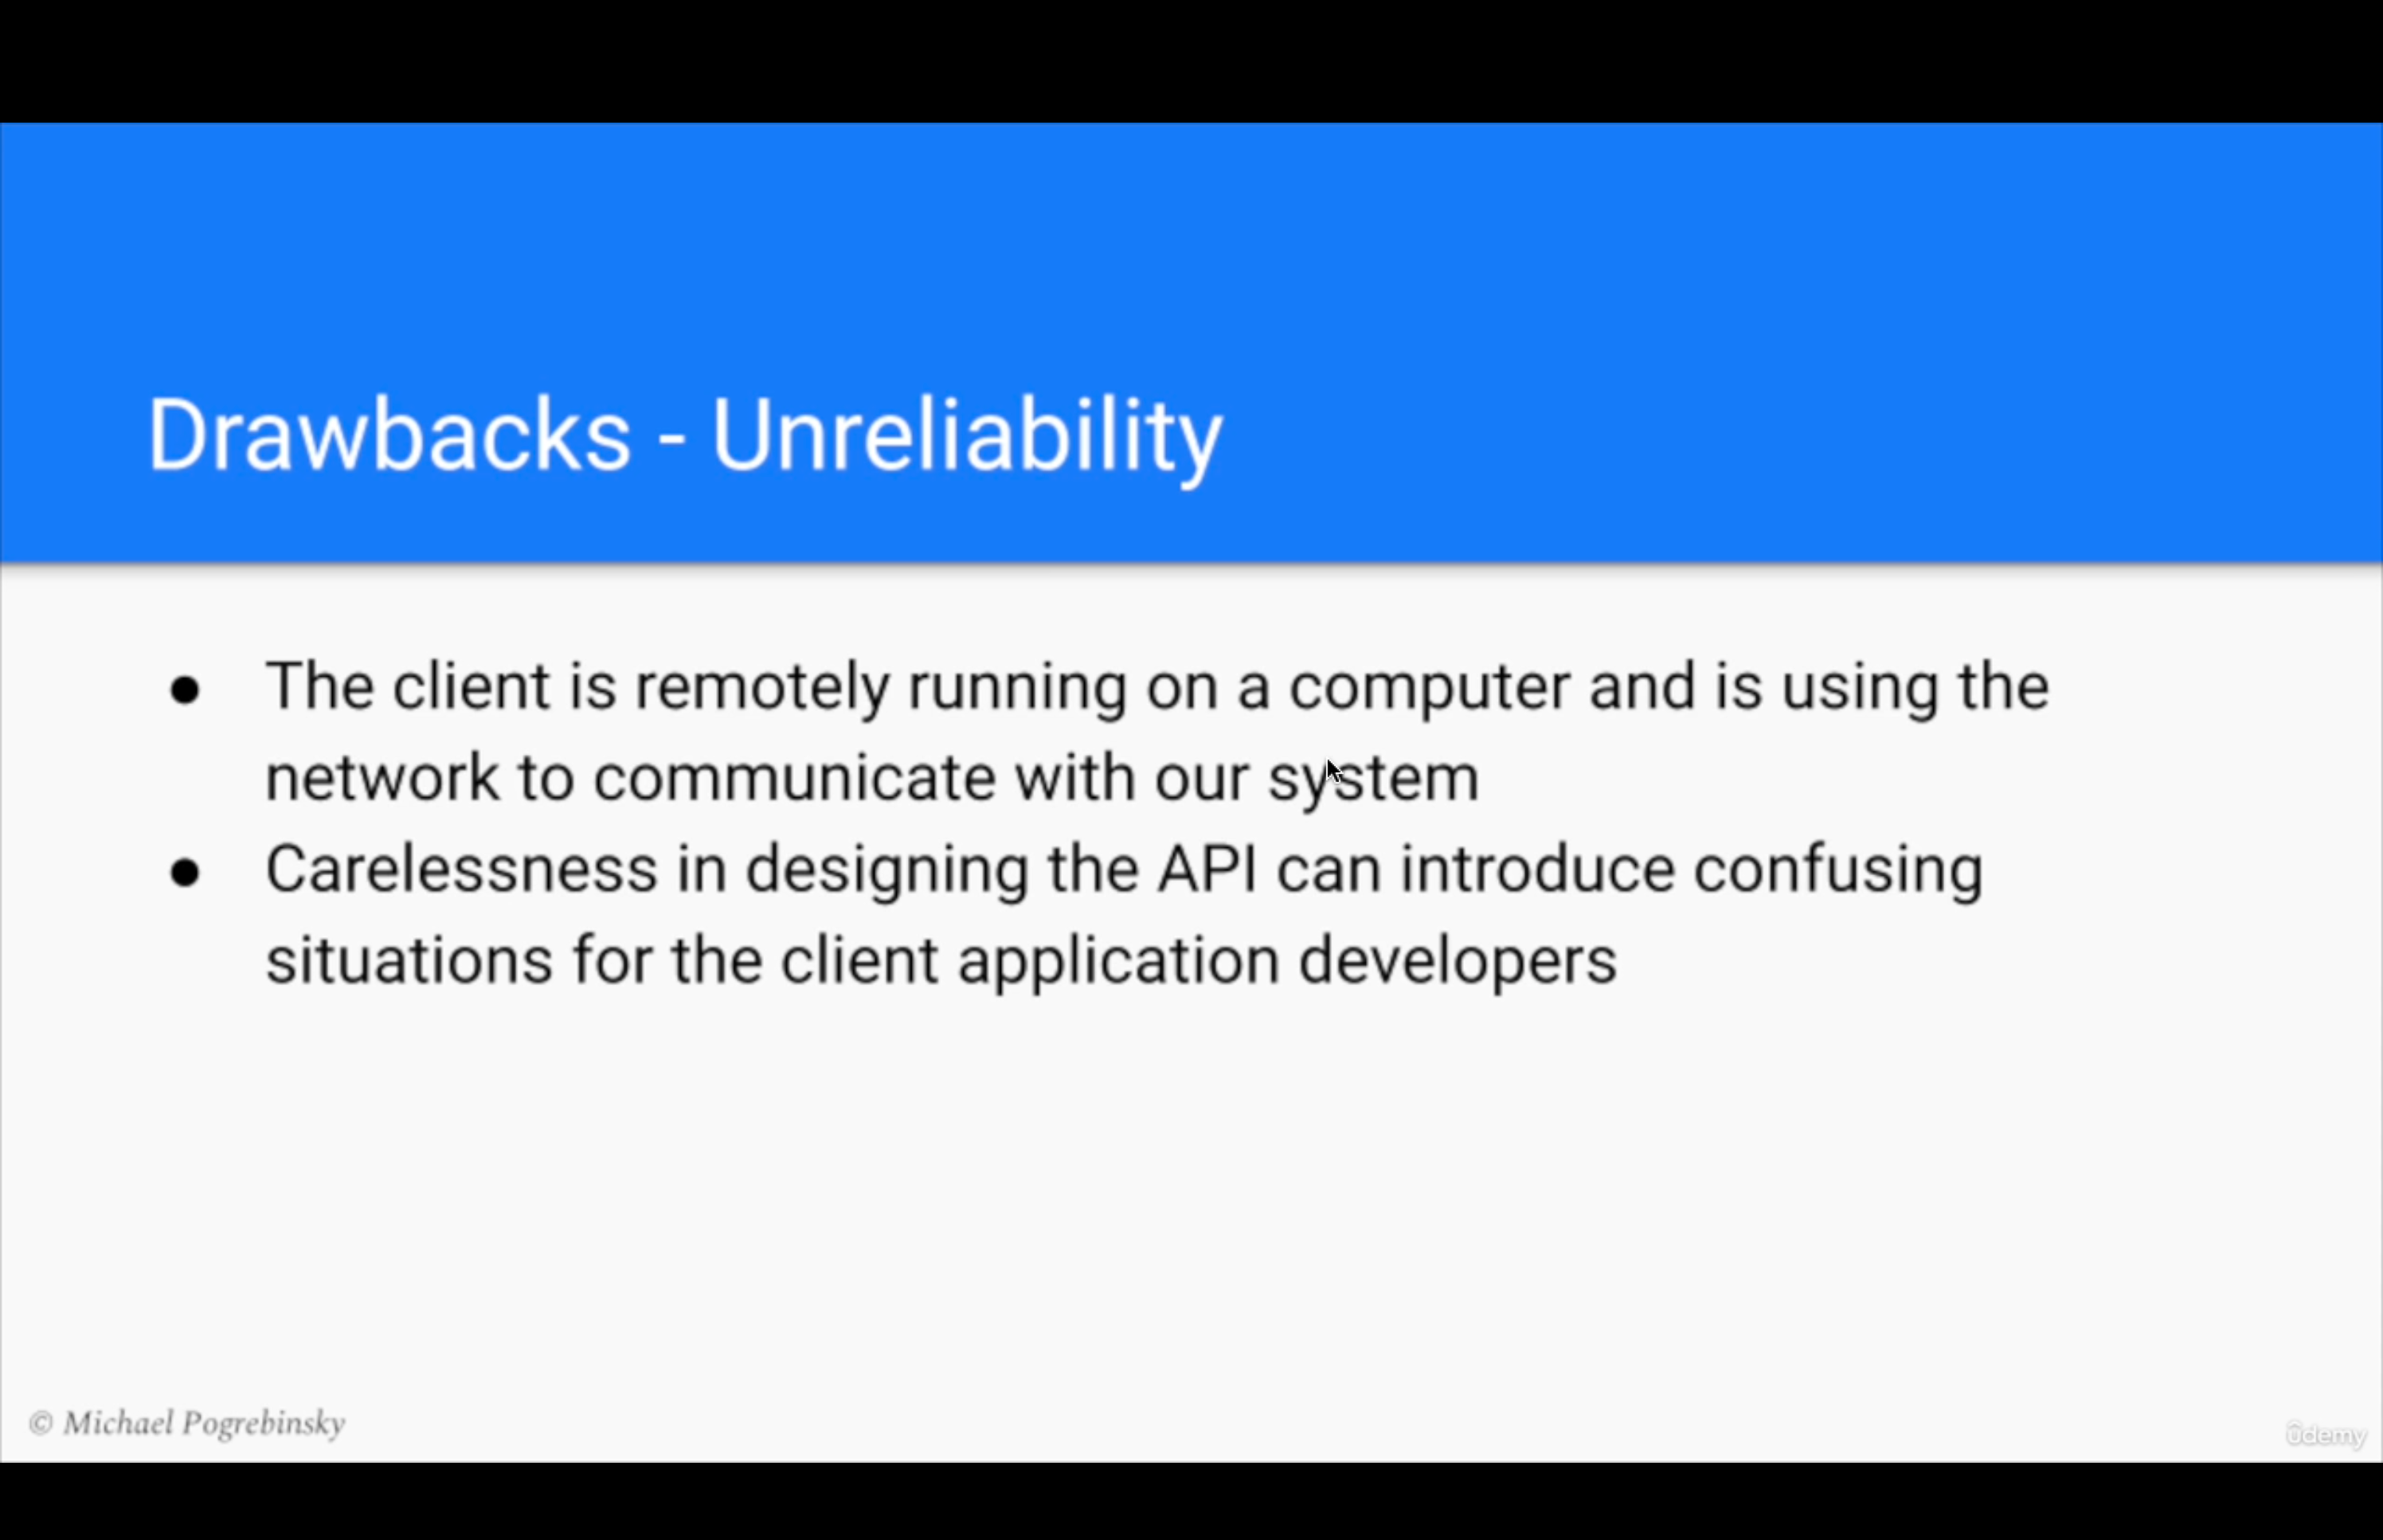 Drawbacks - Unreliability
● The client is remotely running on a computer and is using the
network to communicate with our system
● Carelessness in designing the API can introduce confusing
situations for the client application developers
© Michael Pogrebinsky
ûdemy